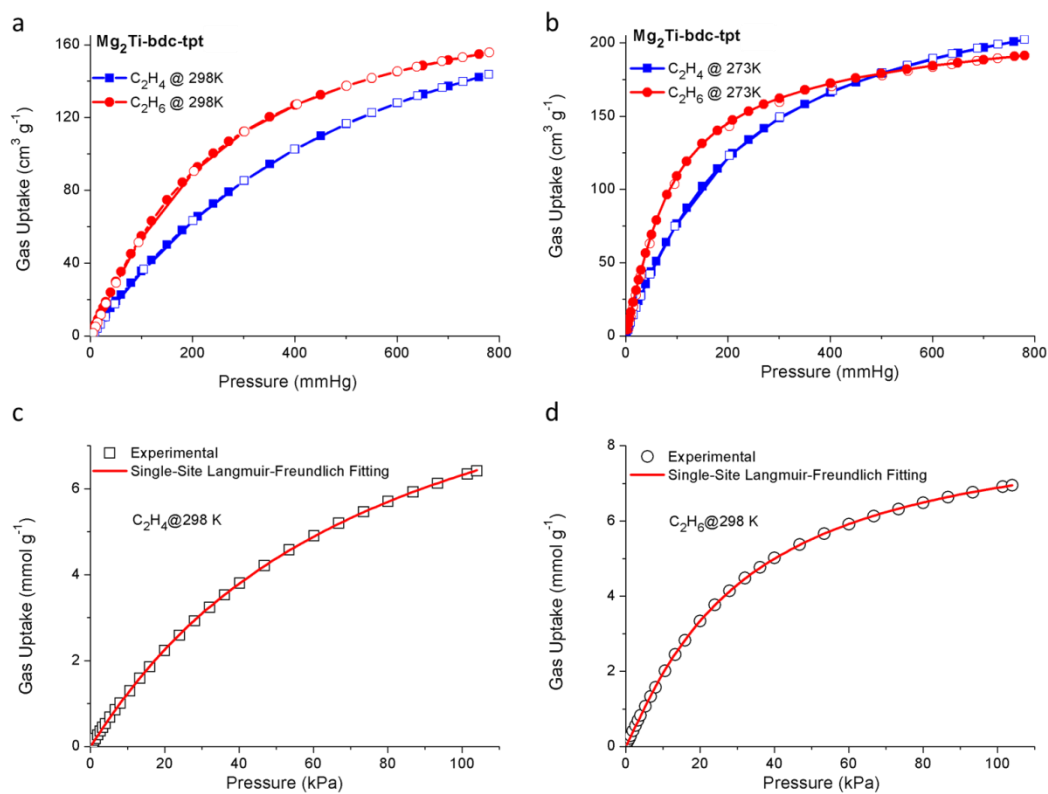 a
Mg2Ti-bdc-tpt
C2H4 @ 298K
C2H6 @ 298K
160
120
80
40
0
0 200 400 600 800
Gas Uptake (cm3 g-1)
Pressure (mmHg)
b
Mg2Ti-bdc-tpt
C2H4 @ 273K
C2H6 @ 273K
200
150
100
50
0
0 200 400 600 800
Gas Uptake (cm3 g-1)
Pressure (mmHg)
c
Experimental
Single-Site Langmuir-Freundlich Fitting
C2H4@298 K
6
4
2
0
0 20 40 60 80 100
Gas Uptake (mmol g-1)
Pressure (kPa)
d
Experimental
Single-Site Langmuir-Freundlich Fitting
C2H6@298 K
8
6
4
2
0
0 20 40 60 80 100
Gas Uptake (mmol g-1)
Pressure (kPa)